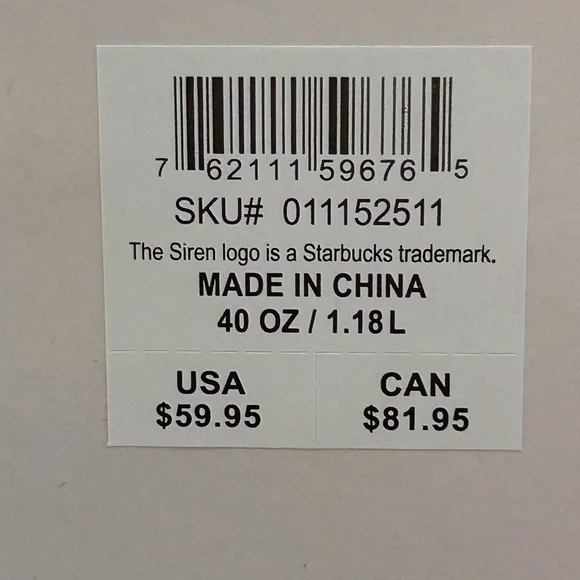 7 62111 59676 5
SKU# 011152511
The Siren logo is a Starbucks trademark.
MADE IN CHINA
40 OZ / 1.18 L
USA
$59.95
CAN
$81.95